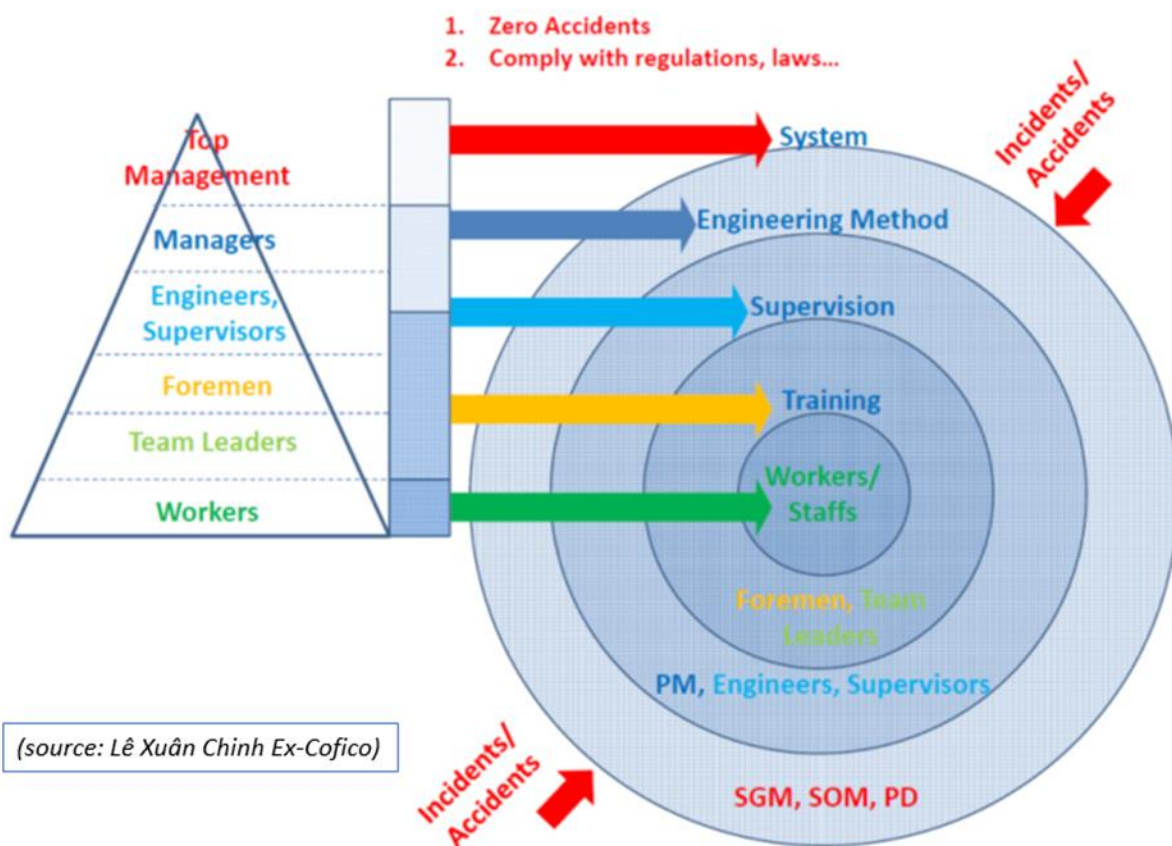 1. Zero Accidents
2. Comply with regulations, laws…
Top
Management
Managers
Engineers,
Supervisors
Foremen
Team Leaders
Workers
System
Engineering Method
Supervision
Training
Workers/
Staffs
Foremen, Team
Leaders
PM, Engineers, Supervisors
SGM, SOM, PD
Incidents/
Accidents
Incidents/
Accidents
(source: Lê Xuân Chinh Ex-Cofico)